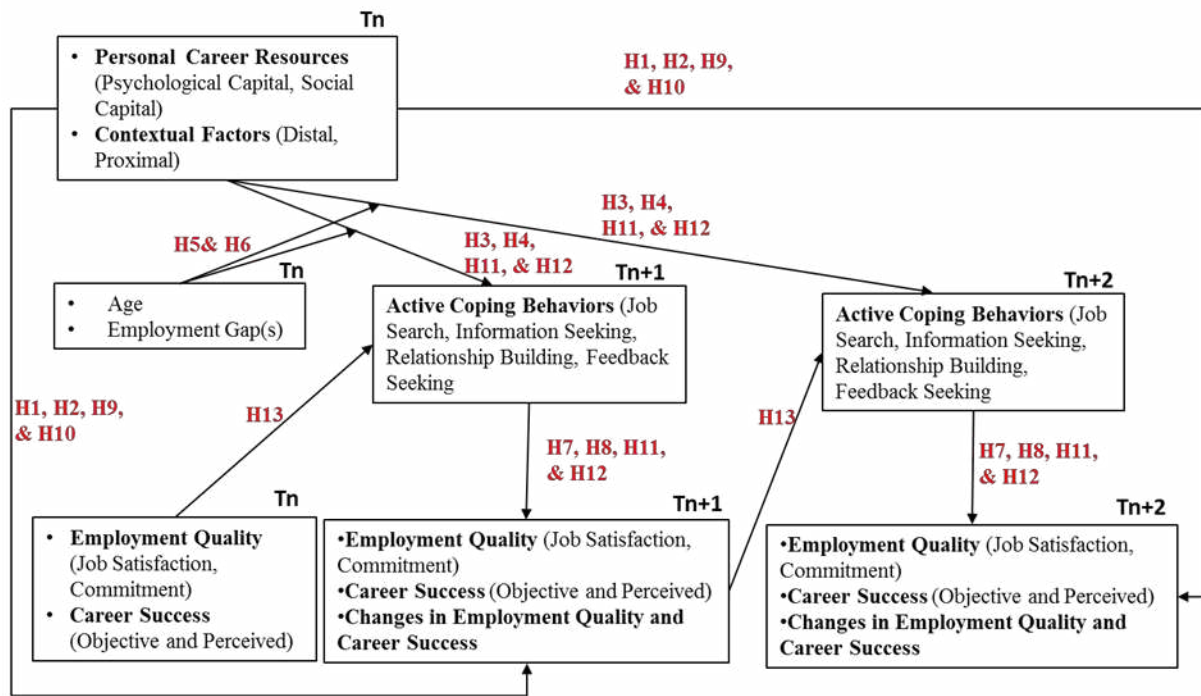 Tn
• Personal Career Resources
(Psychological Capital, Social
Capital)
• Contextual Factors (Distal,
Proximal)
H1, H2, H9,
& H10
H3, H4,
H11, & H12
H5& H6
H3, H4,
H11, & H12
Tn
• Age
• Employment Gap(s)
Tn+1
Active Coping Behaviors (Job
Search, Information Seeking,
Relationship Building, Feedback
Seeking
Tn+2
Active Coping Behaviors (Job
Search, Information Seeking,
Relationship Building,
Feedback Seeking
H1, H2, H9,
& H10
H13
H7, H8, H11,
& H12
H13
H7, H8, H11,
& H12
Tn
• Employment Quality
(Job Satisfaction,
Commitment)
• Career Success
(Objective and Perceived)
Tn+1
•Employment Quality (Job Satisfaction,
Commitment)
•Career Success (Objective and Perceived)
•Changes in Employment Quality and
Career Success
Tn+2
•Employment Quality (Job Satisfaction,
Commitment)
•Career Success (Objective and Perceived)
•Changes in Employment Quality and
Career Success